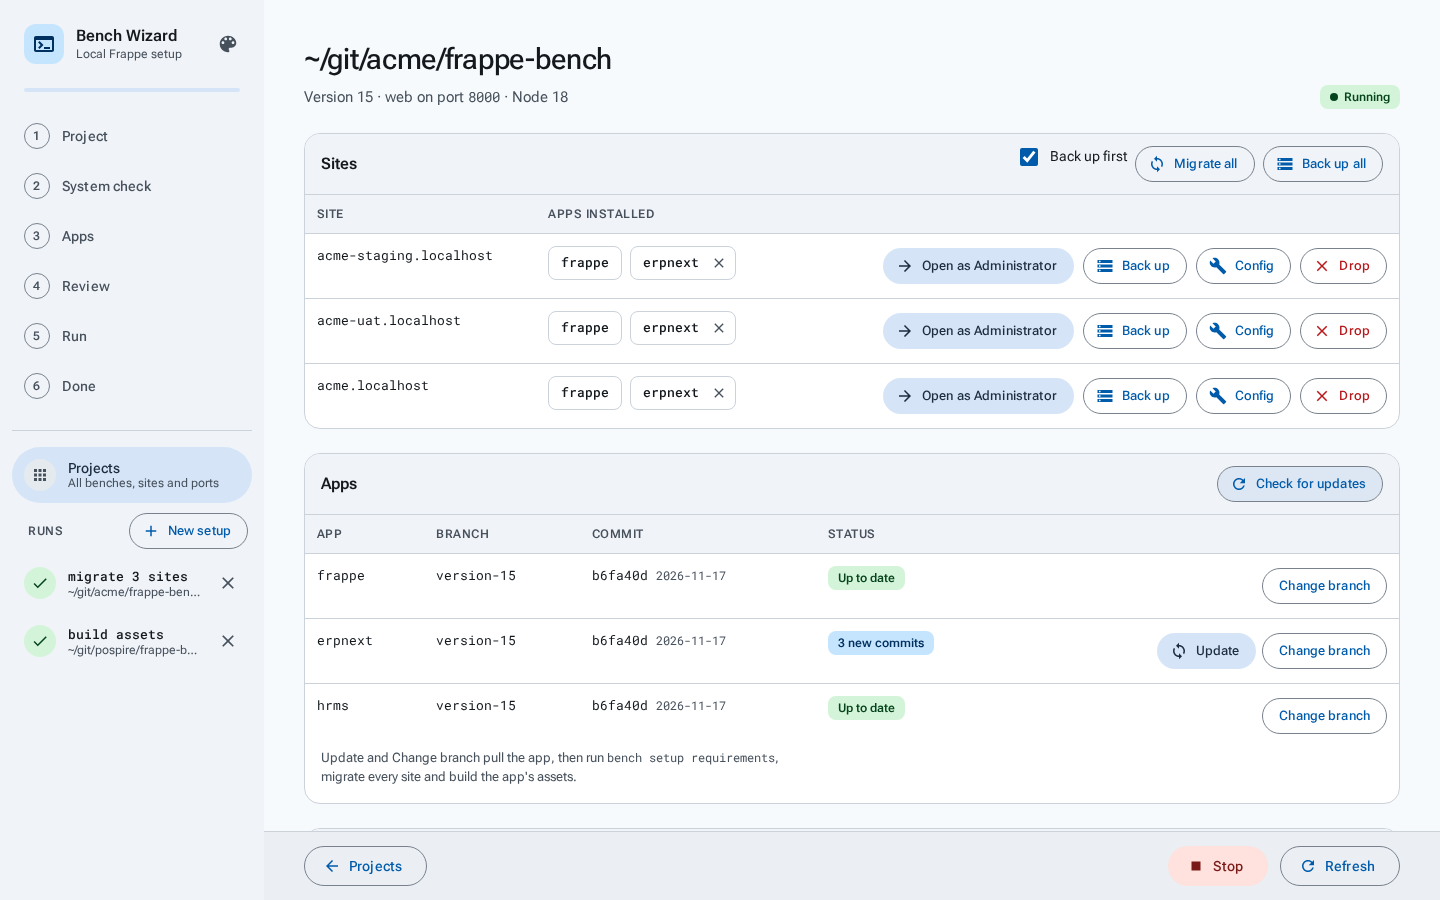 Bench Wizard
Local Frappe setup
1 Project
2 System check
3 Apps
4 Review
5 Run
6 Done
Projects
All benches, sites and ports
RUNS
New setup
migrate 3 sites
~/git/acme/frappe-ben...
build assets
~/git/pospire/frappe-b...
~/git/acme/frappe-bench
Version 15 · web on port 8000 · Node 18
Running
Sites
Back up first
Migrate all
Back up all
SITE APPS INSTALLED
acme-staging.localhost frappe erpnext Open as Administrator Back up Config Drop
acme-uat.localhost frappe erpnext Open as Administrator Back up Config Drop
acme.localhost frappe erpnext Open as Administrator Back up Config Drop
Apps
Check for updates
APP BRANCH COMMIT STATUS
frappe version-15 b6fa40d 2026-11-17 Up to date Change branch
erpnext version-15 b6fa40d 2026-11-17 3 new commits Update Change branch
hrms version-15 b6fa40d 2026-11-17 Up to date Change branch
Update and Change branch pull the app, then run bench setup requirements,
migrate every site and build the app's assets.
Projects
Stop
Refresh